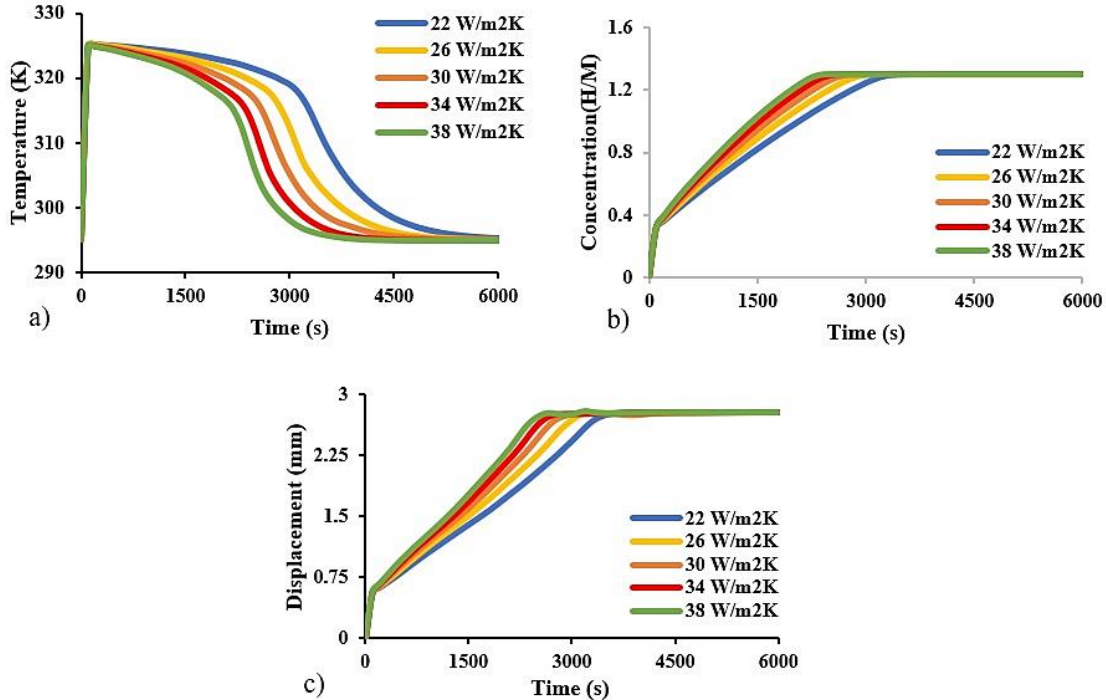 330
320
310
300
290
Temperature (K)
0 1500 3000 4500 6000
Time (s)
22 W/m2K
26 W/m2K
30 W/m2K
34 W/m2K
38 W/m2K
a)
1.6
1.2
0.8
0.4
0
Concentration(H/M)
0 1500 3000 4500 6000
Time (s)
22 W/m2K
26 W/m2K
30 W/m2K
34 W/m2K
38 W/m2K
b)
3
2.25
1.5
0.75
0
Displacement (mm)
0 1500 3000 4500 6000
Time (s)
22 W/m2K
26 W/m2K
30 W/m2K
34 W/m2K
38 W/m2K
c)